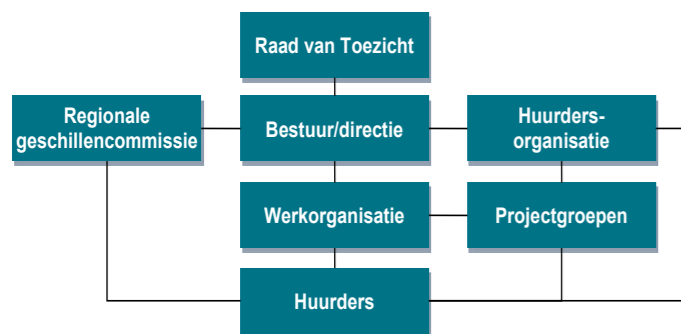 Raad van Toezicht
Regionale
geschillencommissie
Bestuur/directie
Huurders-
organisatie
Werkorganisatie
Projectgroepen
Huurders